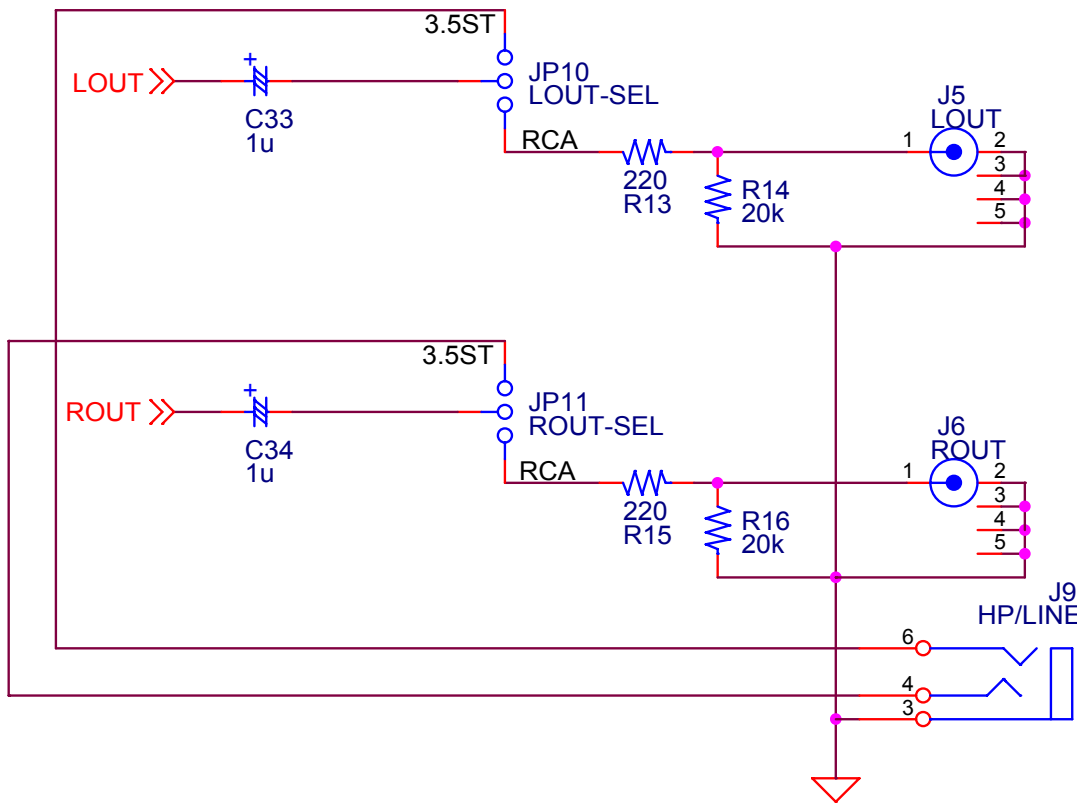 3.5ST
LOUT
+
C33
1u
JP10
LOUT-SEL
RCA
220
R13
R14
20k
J5
LOUT
1
2
3
4
5
3.5ST
ROUT
+
C34
1u
JP11
ROUT-SEL
RCA
220
R15
R16
20k
J6
ROUT
1
2
3
4
5
J9
HP/LINE
6
4
3